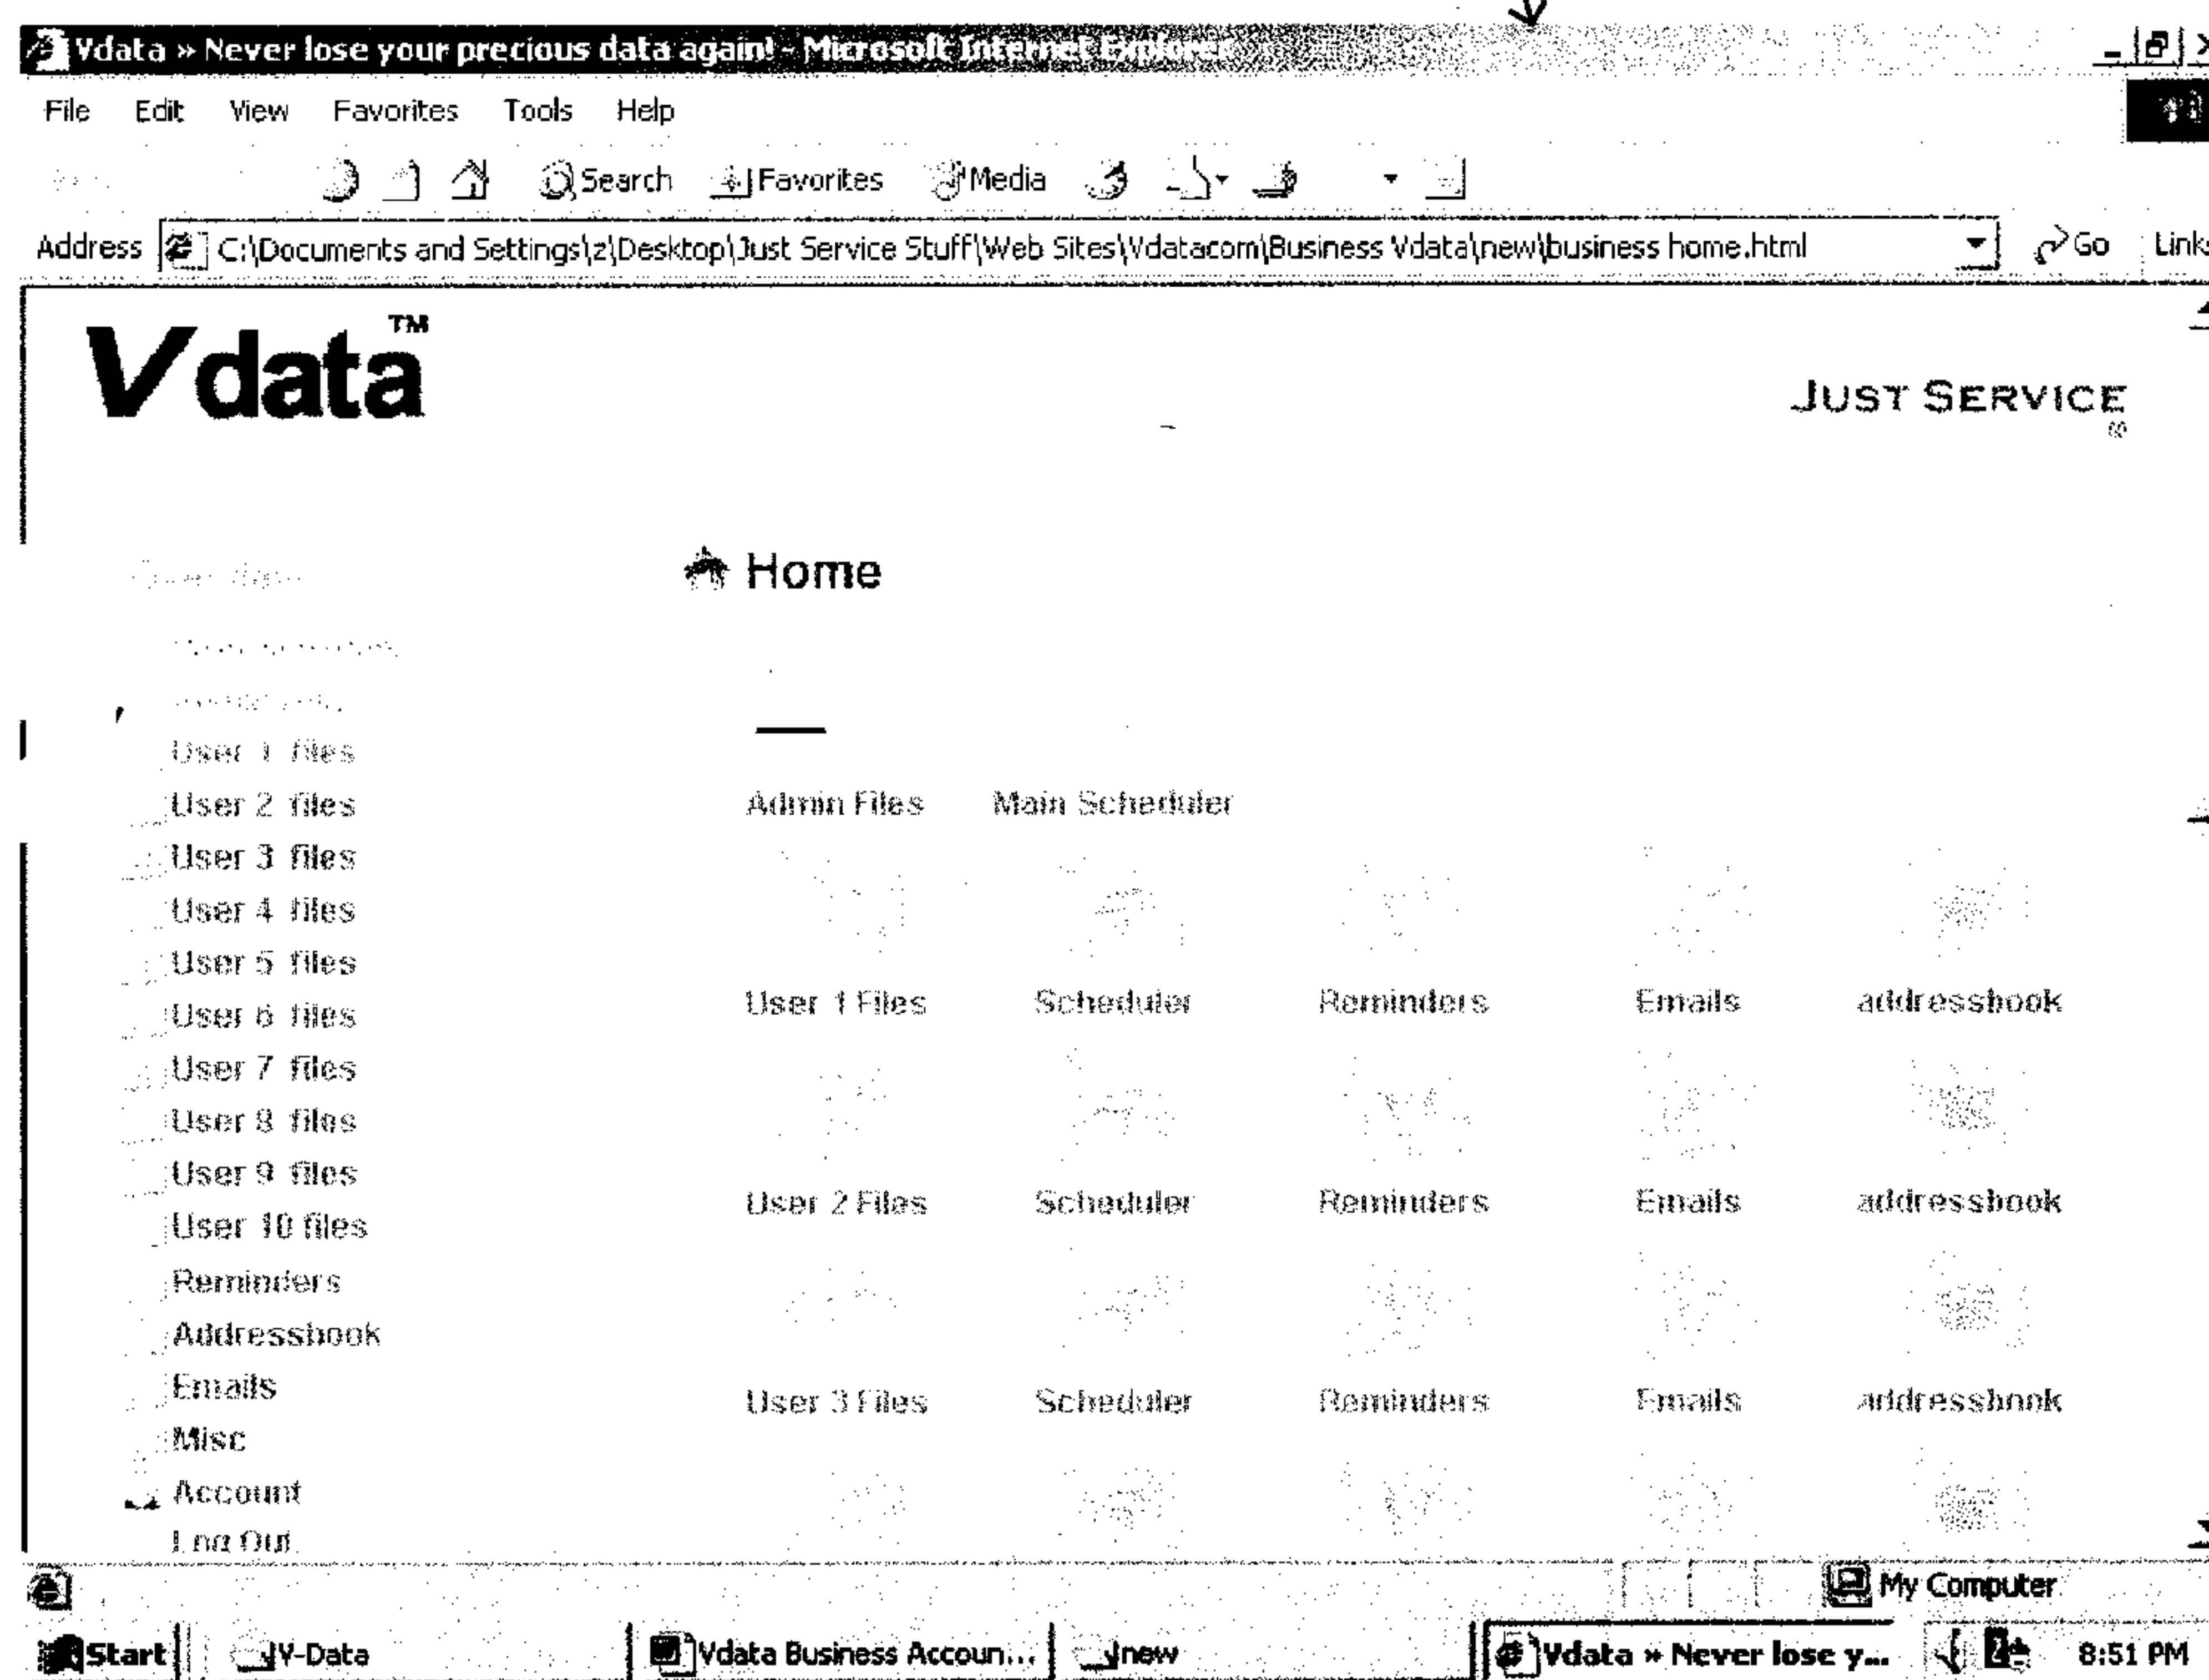 Vdata » Never lose your precious data again! - Microsoft Internet Explorer
File Edit View Favorites Tools Help
Search Favorites Media
Address C:\Documents and Settings\z\Desktop\Just Service Stuff\Web Sites\Vdatacom\Business Vdata\new\business home.html Go Links
Vdata™
JUST SERVICE®
Home
User 1 files
User 2 files
User 3 files
User 4 files
User 5 files
User 6 files
User 7 files
User 8 files
User 9 files
User 10 files
Reminders
Addressbook
Emails
Misc
Account
Log Out
Admin Files Main Scheduler
User 1 Files Scheduler Reminders Emails addressbook
User 2 Files Scheduler Reminders Emails addressbook
User 3 Files Scheduler Reminders Emails addressbook
My Computer
Start V-Data Vdata Business Accoun... new Vdata » Never lose y... 8:51 PM